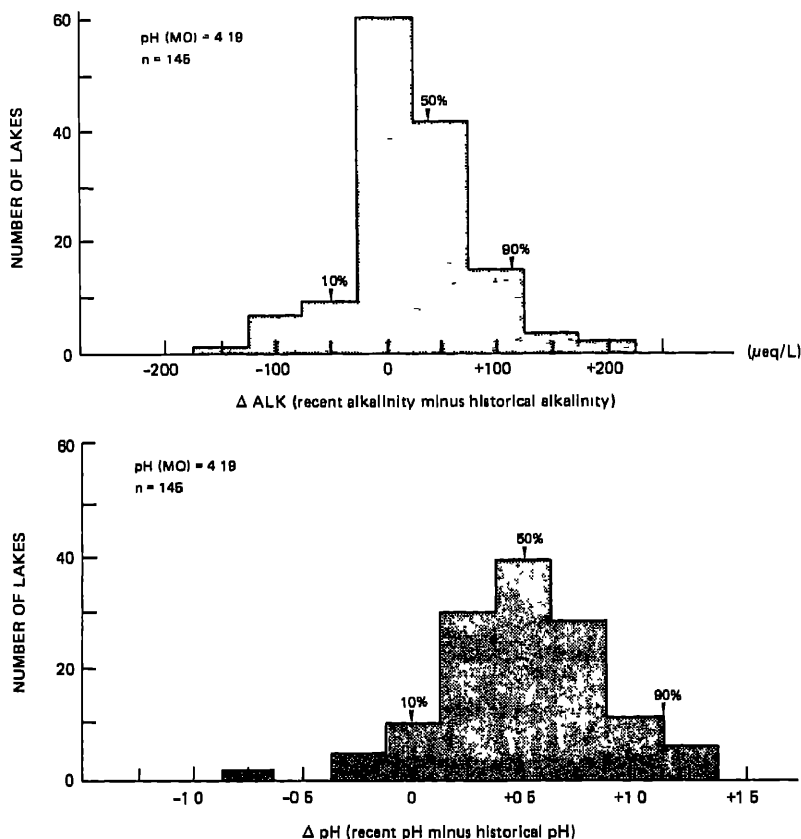 60
40
20
0
NUMBER OF LAKES
pH (MO) = 4 19
n = 145
50%
90%
10%
-200 -100 0 +100 +200 (µeq/L)
Δ ALK (recent alkalinity minus historical alkalinity)
60
40
20
0
NUMBER OF LAKES
pH (MO) = 4 19
n = 145
50%
10%
90%
-1 0 -0 5 0 +0 5 +1 0 +1 5
Δ pH (recent pH minus historical pH)